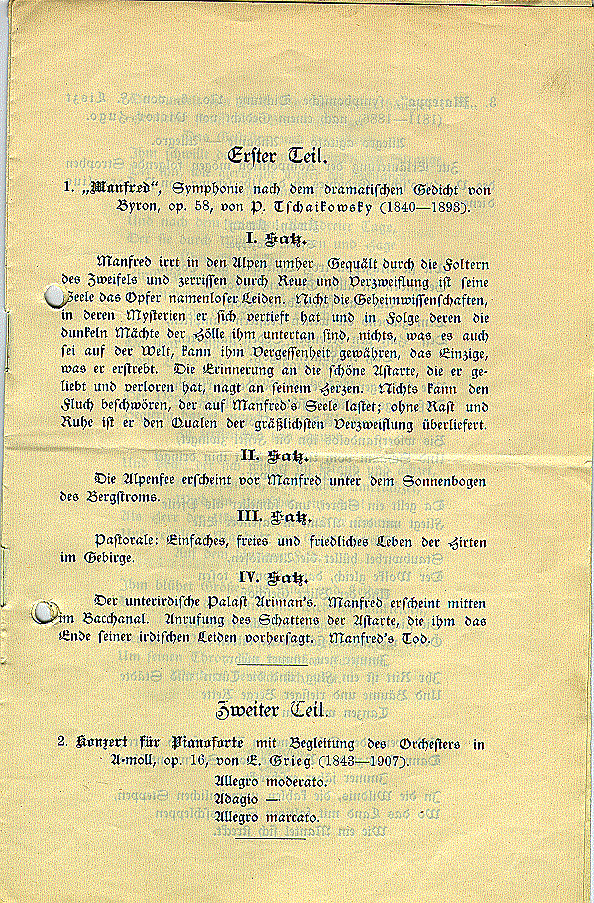 Erster Teil.
1. „Manfred“, Symphonie nach dem dramatischen Gedicht von
Byron, op. 58, von P. Tschaikowsky (1840—1893).
I. Satz.
Manfred irrt in den Alpen umher. Gequält durch die Foltern
des Zweifels und zerrissen durch Reue und Verzweiflung ist seine
Seele das Opfer namenloser Leiden. Nicht die Geheimwissenschaften,
in deren Mysterien er sich vertieft hat und in Folge deren die
dunkeln Mächte der Hölle ihm untertan sind, nichts, was es auch
sei auf der Welt, kann ihm Vergessenheit gewähren, das Einzige,
was er erstrebt. Die Erinnerung an die schöne Astarte, die er ge-
liebt und verloren hat, nagt an seinem Herzen. Nichts kann den
Fluch beschwören, der auf Manfred's Seele lastet; ohne Rast und
Ruhe ist er den Qualen der gräßlichsten Verzweiflung überliefert.
II. Satz.
Die Alpenfee erscheint vor Manfred unter dem Sonnenbogen
des Bergstroms.
III. Satz.
Pastorale: Einfaches, freies und friedliches Leben der Hirten
im Gebirge.
IV. Satz.
Der unterirdische Palast Ariman's. Manfred erscheint mitten
im Bacchanal. Anrufung des Schattens der Astarte, die ihm das
Ende seiner irdischen Leiden vorhersagt. Manfred's Tod.
Zweiter Teil.
2. Konzert für Pianoforte mit Begleitung des Orchesters in
A-moll, op. 16, von E. Grieg (1843—1907).
Allegro moderato.
Adagio —
Allegro marcato.